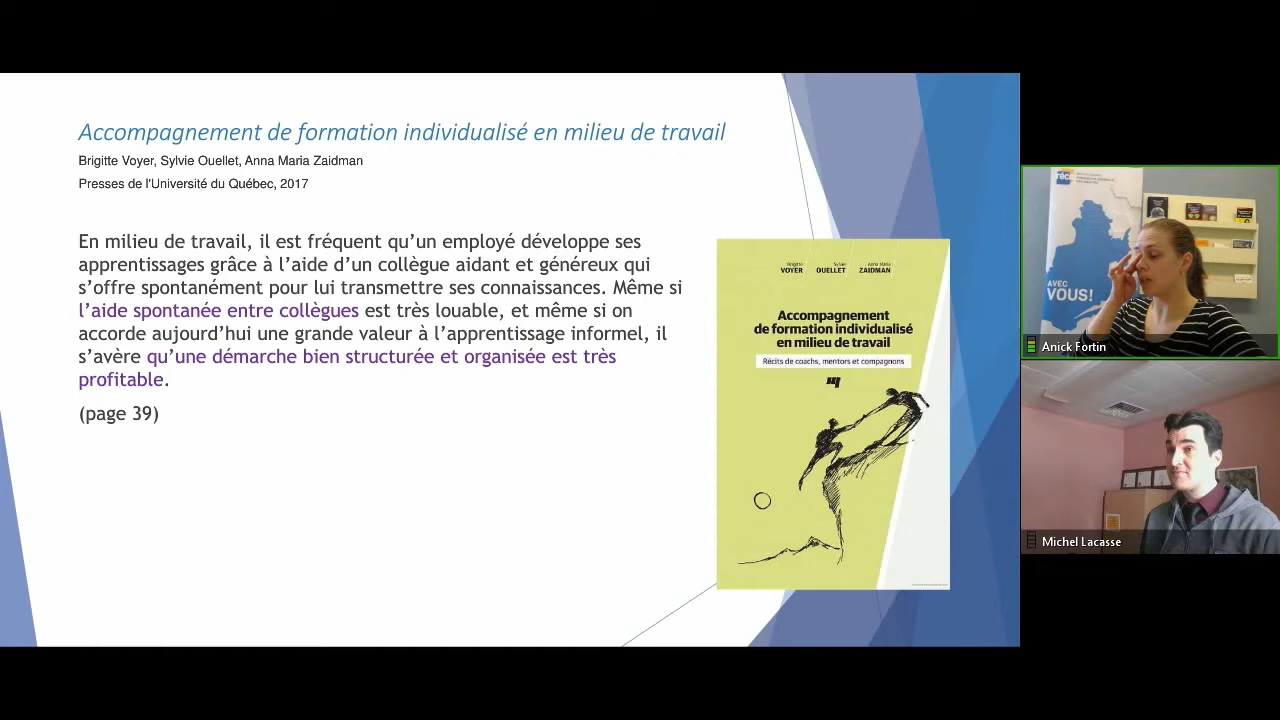 Accompagnement de formation individualisé en milieu de travail
Brigitte Voyer, Sylvie Ouellet, Anna Maria Zaidman
Presses de l'Université du Québec, 2017
En milieu de travail, il est fréquent qu’un employé développe ses
apprentissages grâce à l’aide d’un collègue aidant et généreux qui
s’offre spontanément pour lui transmettre ses connaissances. Même si
l’aide spontanée entre collègues est très louable, et même si on
accorde aujourd’hui une grande valeur à l’apprentissage informel, il
s’avère qu’une démarche bien structurée et organisée est très
profitable.
(page 39)
Brigitte Sylvie Anna Maria
VOYER OUELLET ZAIDMAN
Accompagnement
de formation individualisé
en milieu de travail
Récits de coachs, mentors et compagnons
récit
AVEC
VOUS!
Anick Fortin
Michel Lacasse